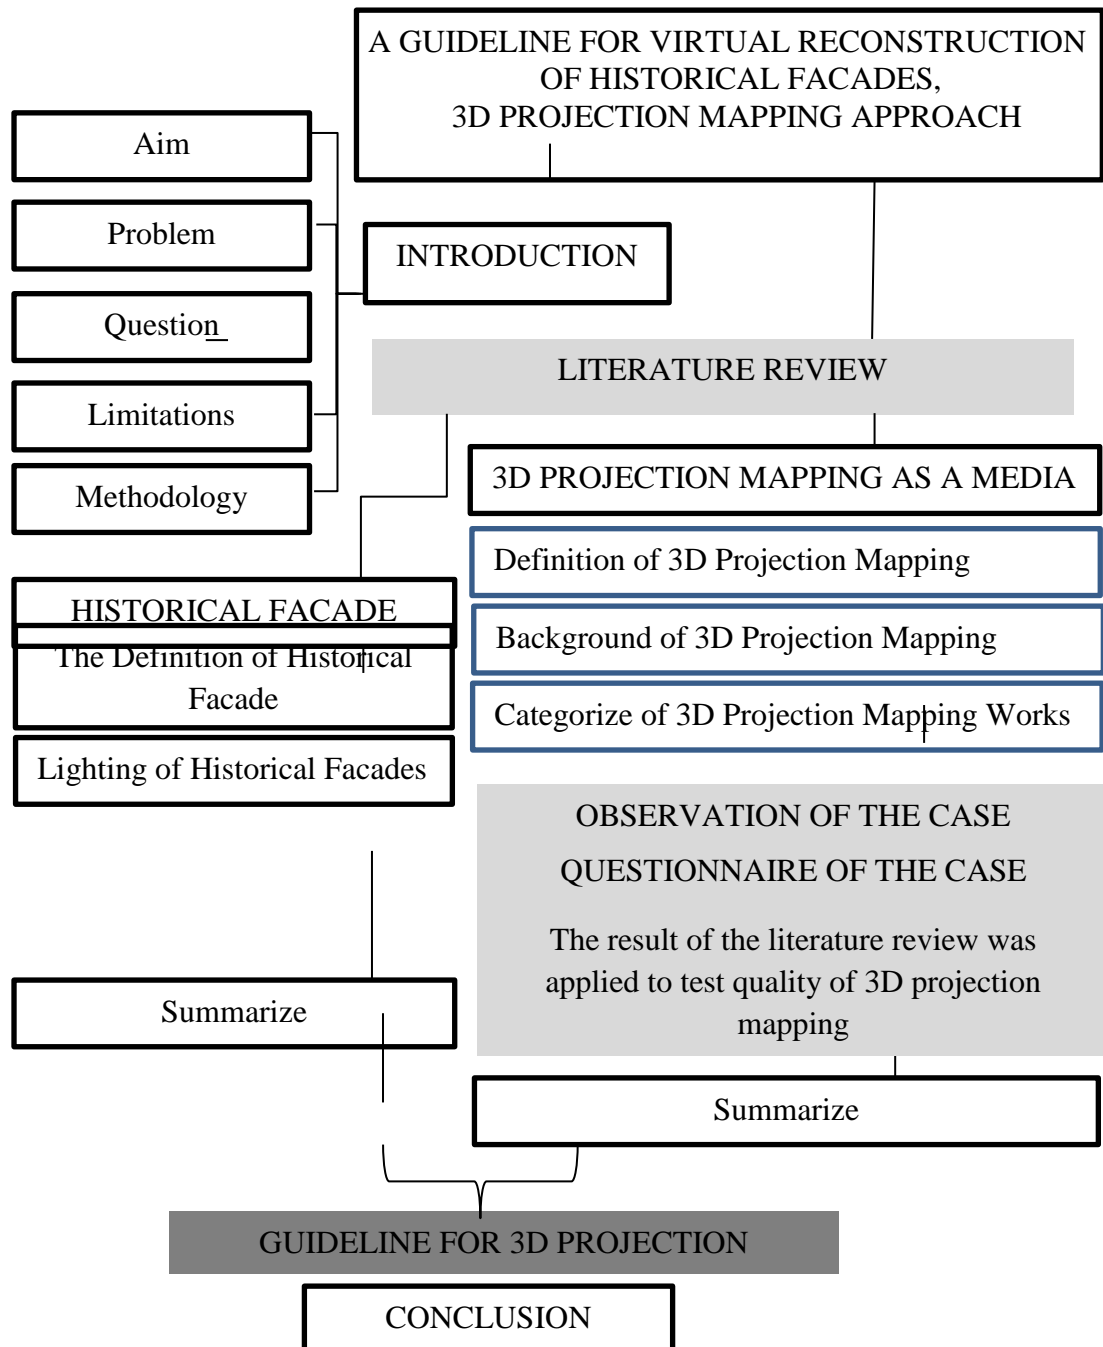 A GUIDELINE FOR VIRTUAL RECONSTRUCTION
OF HISTORICAL FACADES,
3D PROJECTION MAPPING APPROACH
Aim
Problem
INTRODUCTION
Question
Limitations
Methodology
LITERATURE REVIEW
3D PROJECTION MAPPING AS A MEDIA
Definition of 3D Projection Mapping
Background of 3D Projection Mapping
Categorize of 3D Projection Mapping Works
HISTORICAL FACADE
The Definition of Historical
Facade
Lighting of Historical Facades
OBSERVATION OF THE CASE
QUESTIONNAIRE OF THE CASE
The result of the literature review was
applied to test quality of 3D projection
mapping
Summarize
Summarize
GUIDELINE FOR 3D PROJECTION
CONCLUSION